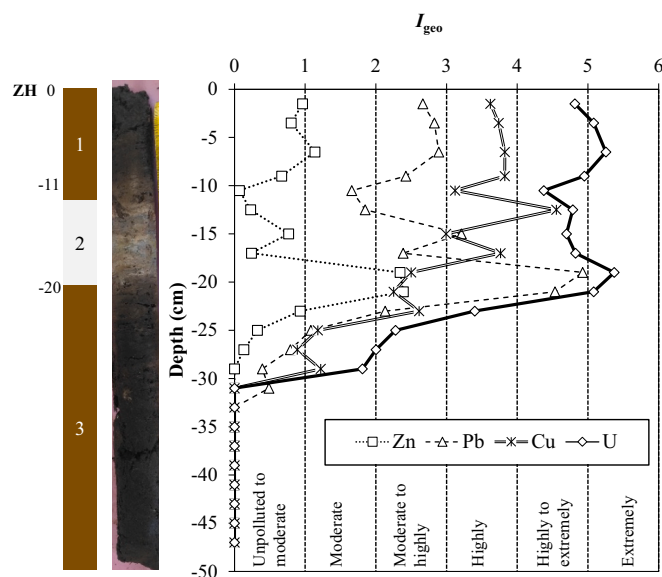 I geo
0 1 2 3 4 5 6
ZH 0
1
-11
2
-20
3
Depth (cm)
0
-5
-10
-15
-20
-25
-30
-35
-40
-45
-50
Zn Pb Cu U
Unpolluted to
moderate
Moderate
Moderate to
highly
Highly
Highly to
extremely
Extremely